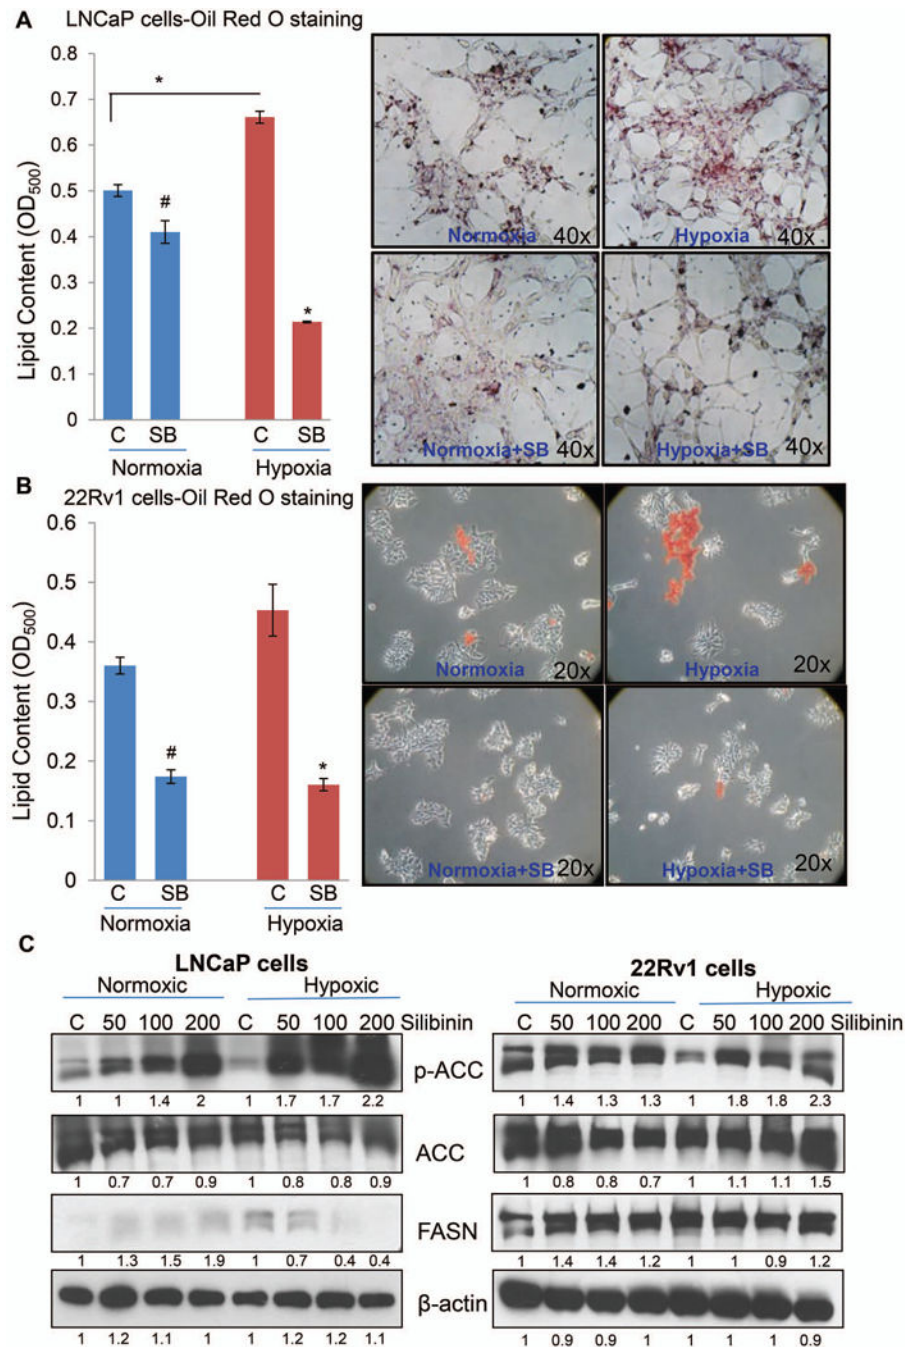 A
LNCaP cells-Oil Red O staining
Lipid Content (OD500)
0.8
0.7
0.6
0.5
0.4
0.3
0.2
0.1
0
*
#
*
C SB C SB
Normoxia Hypoxia
Normoxia 40x
Hypoxia 40x
Normoxia+SB 40x
Hypoxia+SB 40x
B
22Rv1 cells-Oil Red O staining
Lipid Content (OD500)
0.6
0.5
0.4
0.3
0.2
0.1
0
#
*
C SB C SB
Normoxia Hypoxia
Normoxia 20x
Hypoxia 20x
Normoxia+SB 20x
Hypoxia+SB 20x
C
LNCaP cells 22Rv1 cells
Normoxic Hypoxic Normoxic Hypoxic
C 50 100 200 C 50 100 200 Silibinin C 50 100 200 C 50 100 200 Silibinin
p-ACC
1 1 1.4 2 1 1.7 1.7 2.2 1 1.4 1.3 1.3 1 1.8 1.8 2.3
ACC
1 0.7 0.7 0.9 1 0.8 0.8 0.9 1 0.8 0.8 0.7 1 1.1 1.1 1.5
FASN
1 1.3 1.5 1.9 1 0.7 0.4 0.4 1 1.4 1.4 1.2 1 1 0.9 1.2
β-actin
1 1.2 1.1 1 1 1.2 1.2 1.1 1 0.9 0.9 1 1 1 1 0.9